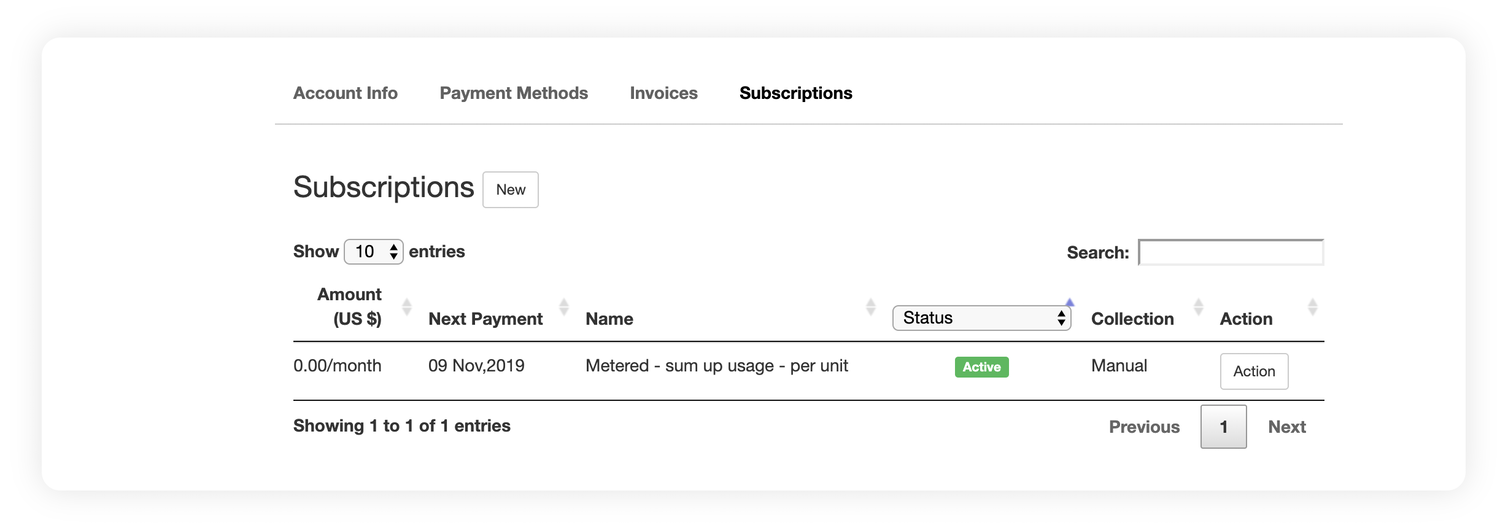 Account Info Payment Methods Invoices Subscriptions
Subscriptions New
Show 10 entries Search:
Amount (US $) Next Payment Name Status Collection Action
0.00/month 09 Nov,2019 Metered - sum up usage - per unit Active Manual Action
Showing 1 to 1 of 1 entries Previous 1 Next